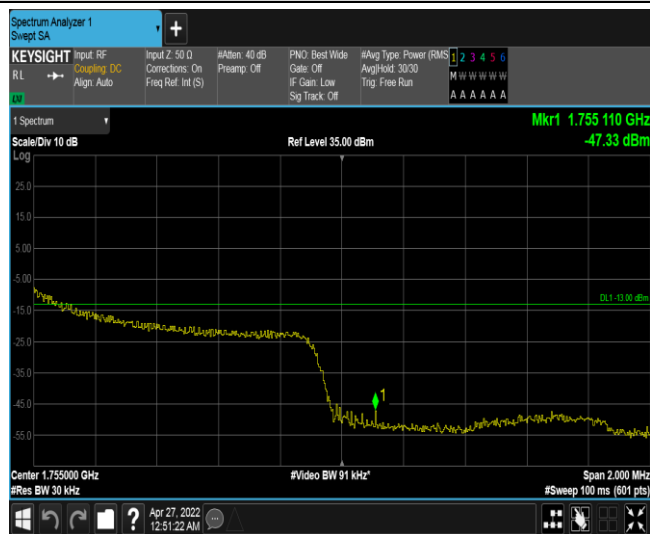 Spectrum Analyzer 1
Swept SA
+
KEYSIGHT
RL
Input: RF
Coupling: DC
Align: Auto
Input Z: 50 Ω
Corrections: On
Freq Ref: Int (S)
#Atten: 40 dB
Preamp: Off
PNO: Best Wide
Gate: Off
IF Gain: Low
Sig Track: Off
#Avg Type: Power (RMS
Avg|Hold: 30/30
Trig: Free Run
1 2 3 4 5 6
M W W W W W
A A A A A A
1 Spectrum
Scale/Div 10 dB
Ref Level 35.00 dBm
Mkr1 1.755 110 GHz
-47.33 dBm
Log
25.0
15.0
5.00
-5.00
DL1 -13.00 dBm
-15.0
-25.0
-35.0
1
-45.0
-55.0
Center 1.755000 GHz
#Video BW 91 kHz*
Span 2.000 MHz
#Res BW 30 kHz
#Sweep 100 ms (601 pts)
?
Apr 27, 2022
12:51:22 AM